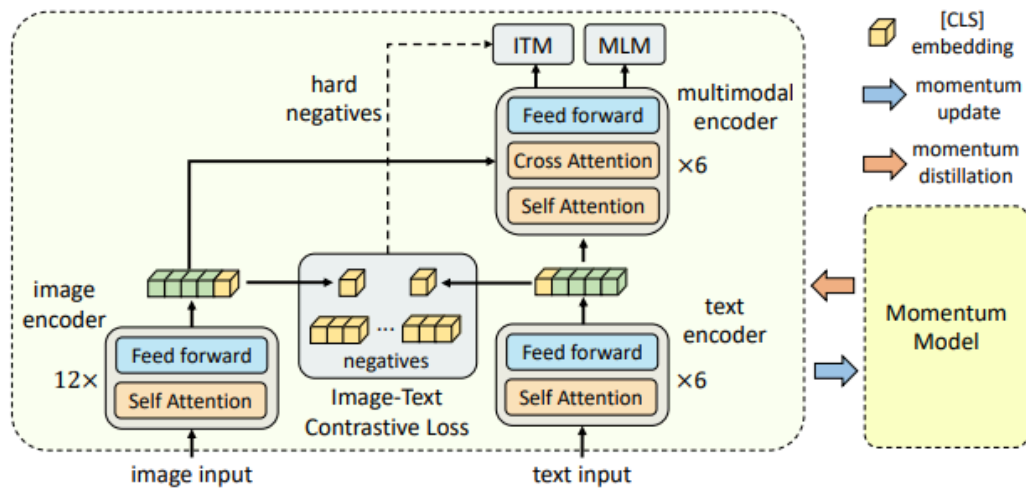 ITM
MLM
hard
negatives
Feed forward
Cross Attention
Self Attention
multimodal
encoder
×6
image
encoder
12×
Feed forward
Self Attention
...
negatives
Image-Text
Contrastive Loss
text
encoder
Feed forward
Self Attention
×6
image input
text input
[CLS]
embedding
momentum
update
momentum
distillation
Momentum
Model